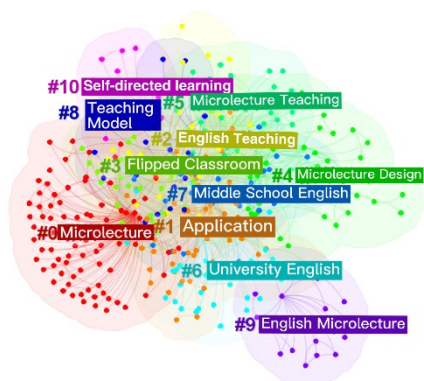 #10 Self-directed learning
#8 Teaching
Model
#5 Microlecture Teaching
#2 English Teaching
#3 Flipped Classroom
#4 Microlecture Design
#7 Middle School English
#0 Microlecture
#1 Application
#6 University English
#9 English Microlecture